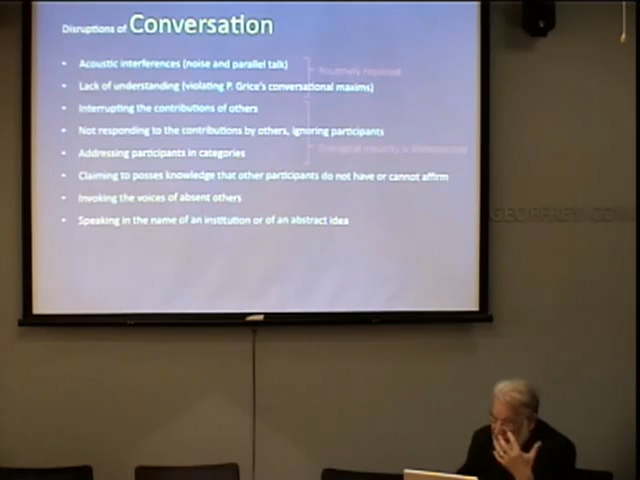 Disruptions of Conversation
• Acoustic interferences (noise and parallel talk)
Routinely repaired
• Lack of understanding (violating P. Grice's conversational maxims)
• Interrupting the contributions of others
• Not responding to the contributions by others, ignoring participants
Dialogical equality is
• Addressing participants in categories
• Claiming to posses knowledge that other participants do not have or cannot affirm
• Invoking the voices of absent others
• Speaking in the name of an institution or of an abstract idea